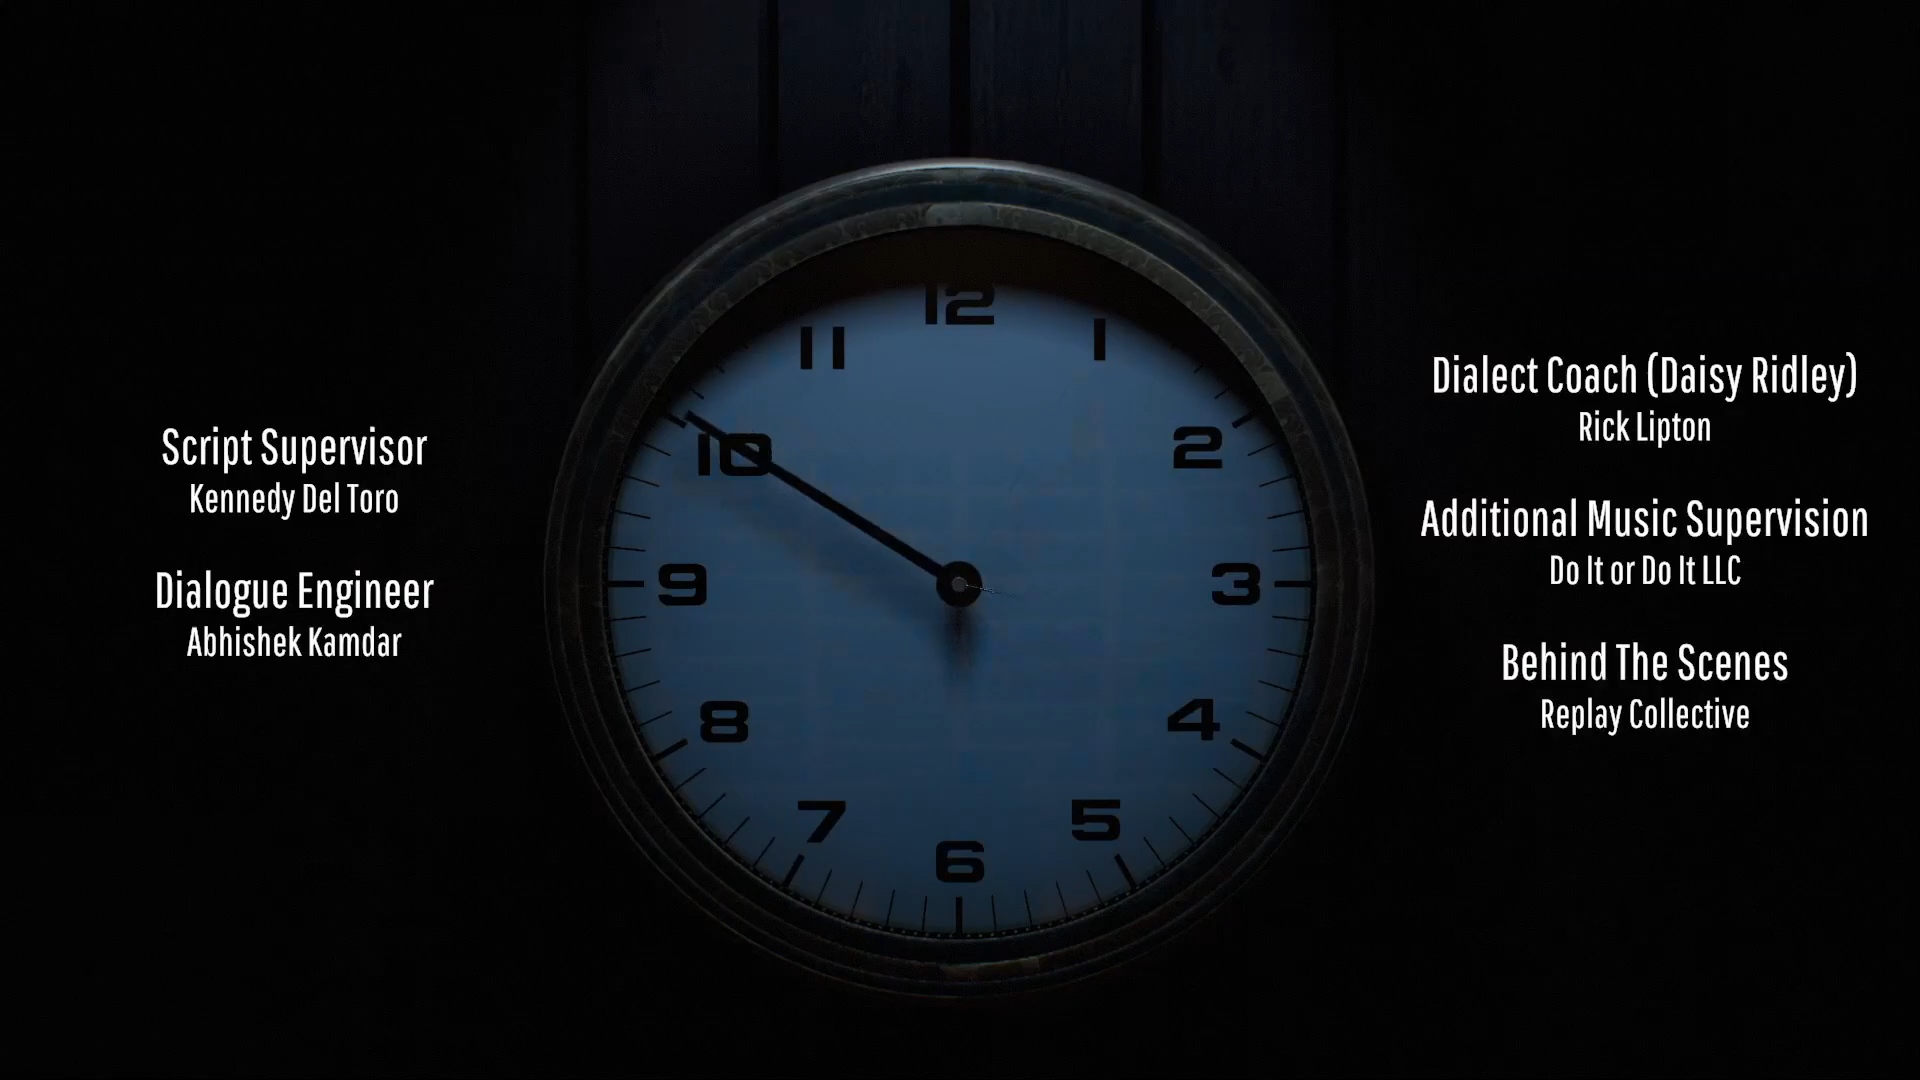 Script Supervisor
Kennedy Del Toro
Dialogue Engineer
Abhishek Kamdar
12
11
1
10
2
9
3
8
4
7
5
6
Dialect Coach (Daisy Ridley)
Rick Lipton
Additional Music Supervision
Do It or Do It LLC
Behind The Scenes
Replay Collective